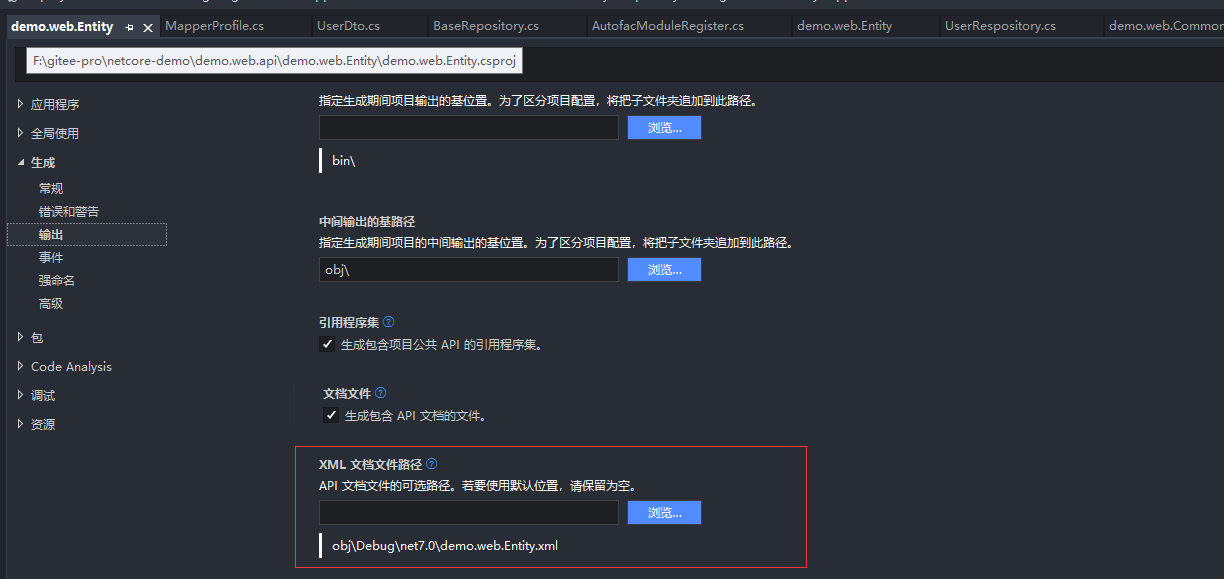 demo.web.Entity MapperProfile.cs UserDto.cs BaseRepository.cs AutofacModuleRegister.cs demo.web.Entity UserRespository.cs demo.web.Common
F:\gitee-pro\netcore-demo\demo.web.api\demo.web.Entity\demo.web.Entity.csproj
应用程序
全局使用
生成
常规
错误和警告
输出
事件
强命名
高级
包
Code Analysis
调试
资源
指定生成期间项目输出的基位置。为了区分项目配置，将把子文件夹追加到此路径。
浏览...
bin\
中间输出的基路径
指定生成期间项目的中间输出的基位置。为了区分项目配置，将把子文件夹追加到此路径。
obj\ 浏览...
引用程序集
生成包含项目公共 API 的引用程序集。
文档文件
生成包含 API 文档的文件。
XML 文档文件路径
API 文档文件的可选路径。若要使用默认位置，请保留为空。
浏览...
obj\Debug\net7.0\demo.web.Entity.xml